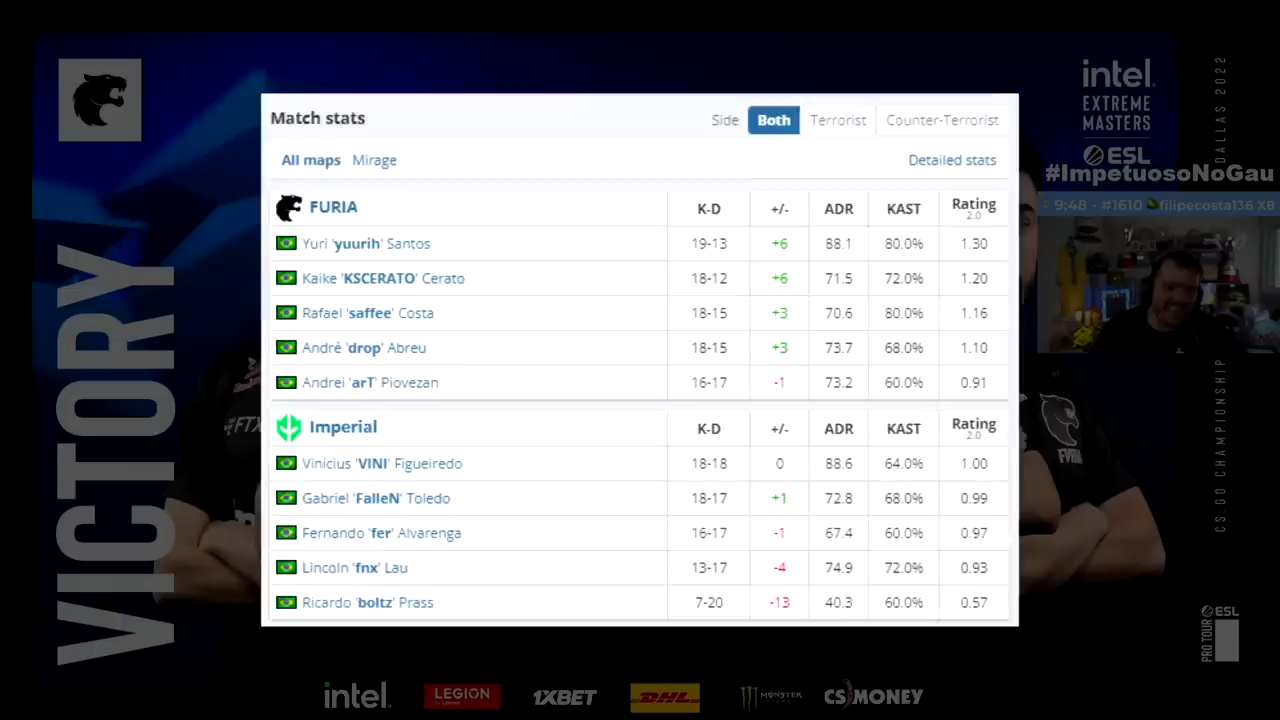 VICTORY
intel.
EXTREME
MASTERS
ESL
DALLAS 2022
#ImpetuosoNoGau
9:48 - #1610 filipecosta136 X8
Match stats
Side Both Terrorist Counter-Terrorist
All maps Mirage Detailed stats
FURIA K-D +/- ADR KAST Rating 2.0
Yuri 'yuurih' Santos 19-13 +6 88.1 80.0% 1.30
Kaike 'KSCERATO' Cerato 18-12 +6 71.5 72.0% 1.20
Rafael 'saffee' Costa 18-15 +3 70.6 80.0% 1.16
André 'drop' Abreu 18-15 +3 73.7 68.0% 1.10
Andrei 'arT' Piovezan 16-17 -1 73.2 60.0% 0.91
Imperial K-D +/- ADR KAST Rating 2.0
Vinicius 'VINI' Figueiredo 18-18 0 88.6 64.0% 1.00
Gabriel 'FalleN' Toledo 18-17 +1 72.8 68.0% 0.99
Fernando 'fer' Alvarenga 16-17 -1 67.4 60.0% 0.97
Lincoln 'fnx' Lau 13-17 -4 74.9 72.0% 0.93
Ricardo 'boltz' Prass 7-20 -13 40.3 60.0% 0.57
FTX
FURIA
CS:GO CHAMPIONSHIP
ESL
PRO TOUR
intel.
LEGION
1XBET
DHL
MONSTER
CS MONEY